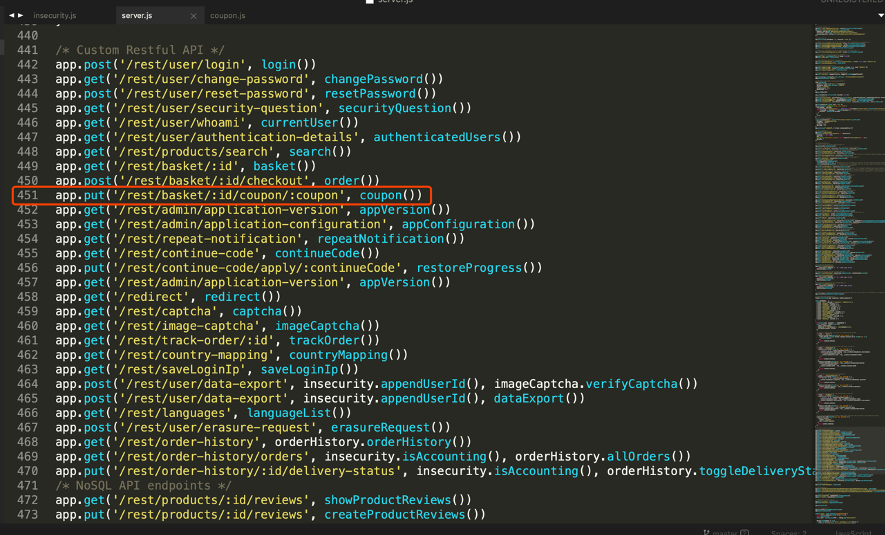 server.js
UNREGISTERED
insecurity.js server.js × coupon.js
440
441 /* Custom Restful API */
442 app.post('/rest/user/login', login())
443 app.get('/rest/user/change-password', changePassword())
444 app.post('/rest/user/reset-password', resetPassword())
445 app.get('/rest/user/security-question', securityQuestion())
446 app.get('/rest/user/whoami', currentUser())
447 app.get('/rest/user/authentication-details', authenticatedUsers())
448 app.get('/rest/products/search', search())
449 app.get('/rest/basket/:id', basket())
450 app.post('/rest/basket/:id/checkout', order())
451 app.put('/rest/basket/:id/coupon/:coupon', coupon())
452 app.get('/rest/admin/application-version', appVersion())
453 app.get('/rest/admin/application-configuration', appConfiguration())
454 app.get('/rest/repeat-notification', repeatNotification())
455 app.get('/rest/continue-code', continueCode())
456 app.put('/rest/continue-code/apply/:continueCode', restoreProgress())
457 app.get('/rest/admin/application-version', appVersion())
458 app.get('/redirect', redirect())
459 app.get('/rest/captcha', captcha())
460 app.get('/rest/image-captcha', imageCaptcha())
461 app.get('/rest/track-order/:id', trackOrder())
462 app.get('/rest/country-mapping', countryMapping())
463 app.get('/rest/saveLoginIp', saveLoginIp())
464 app.post('/rest/user/data-export', insecurity.appendUserId(), imageCaptcha.verifyCaptcha())
465 app.post('/rest/user/data-export', insecurity.appendUserId(), dataExport())
466 app.get('/rest/languages', languageList())
467 app.post('/rest/user/erasure-request', erasureRequest())
468 app.get('/rest/order-history', orderHistory.orderHistory())
469 app.get('/rest/order-history/orders', insecurity.isAccounting(), orderHistory.allOrders())
470 app.put('/rest/order-history/:id/delivery-status', insecurity.isAccounting(), orderHistory.toggleDeliverySta
471 /* NoSQL API endpoints */
472 app.get('/rest/products/:id/reviews', showProductReviews())
473 app.put('/rest/products/:id/reviews', createProductReviews())
master Spaces: 2 JavaScript